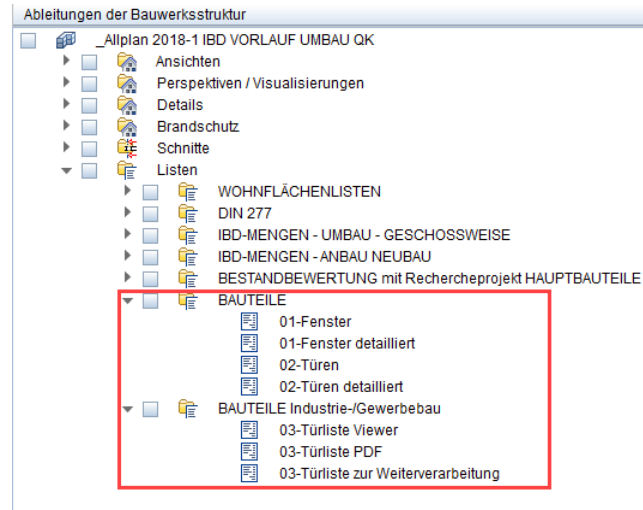 Ableitungen der Bauwerksstruktur
_Allplan 2018-1 IBD VORLAUF UMBAU QK
Ansichten
Perspektiven / Visualisierungen
Details
Brandschutz
Schnitte
Listen
WOHNFLÄCHENLISTEN
DIN 277
IBD-MENGEN - UMBAU - GESCHOSSWEISE
IBD-MENGEN - ANBAU NEUBAU
BESTANDBEWERTUNG mit Rechercheprojekt HAUPTBAUTEILE
BAUTEILE
01-Fenster
01-Fenster detailliert
02-Türen
02-Türen detailliert
BAUTEILE Industrie-/Gewerbebau
03-Türliste Viewer
03-Türliste PDF
03-Türliste zur Weiterverarbeitung